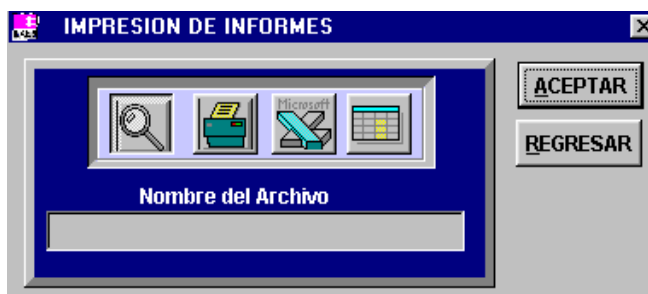 IMPRESION DE INFORMES
Microsoft
ACEPTAR
REGRESAR
Nombre del Archivo